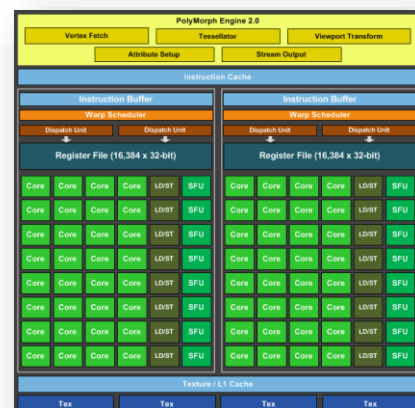 PolyMorph Engine 2.0
Vertex Fetch Tessellator Viewport Transform
Attribute Setup Stream Output
Instruction Cache
Instruction Buffer Instruction Buffer
Warp Scheduler Warp Scheduler
Dispatch Unit Dispatch Unit Dispatch Unit Dispatch Unit
Register File (16,384 x 32-bit) Register File (16,384 x 32-bit)
Core Core Core Core LD/ST SFU Core Core Core Core LD/ST SFU
Core Core Core Core LD/ST SFU Core Core Core Core LD/ST SFU
Core Core Core Core LD/ST SFU Core Core Core Core LD/ST SFU
Core Core Core Core LD/ST SFU Core Core Core Core LD/ST SFU
Core Core Core Core LD/ST SFU Core Core Core Core LD/ST SFU
Core Core Core Core LD/ST SFU Core Core Core Core LD/ST SFU
Core Core Core Core LD/ST SFU Core Core Core Core LD/ST SFU
Core Core Core Core LD/ST SFU Core Core Core Core LD/ST SFU
Texture / L1 Cache
Tex Tex Tex Tex